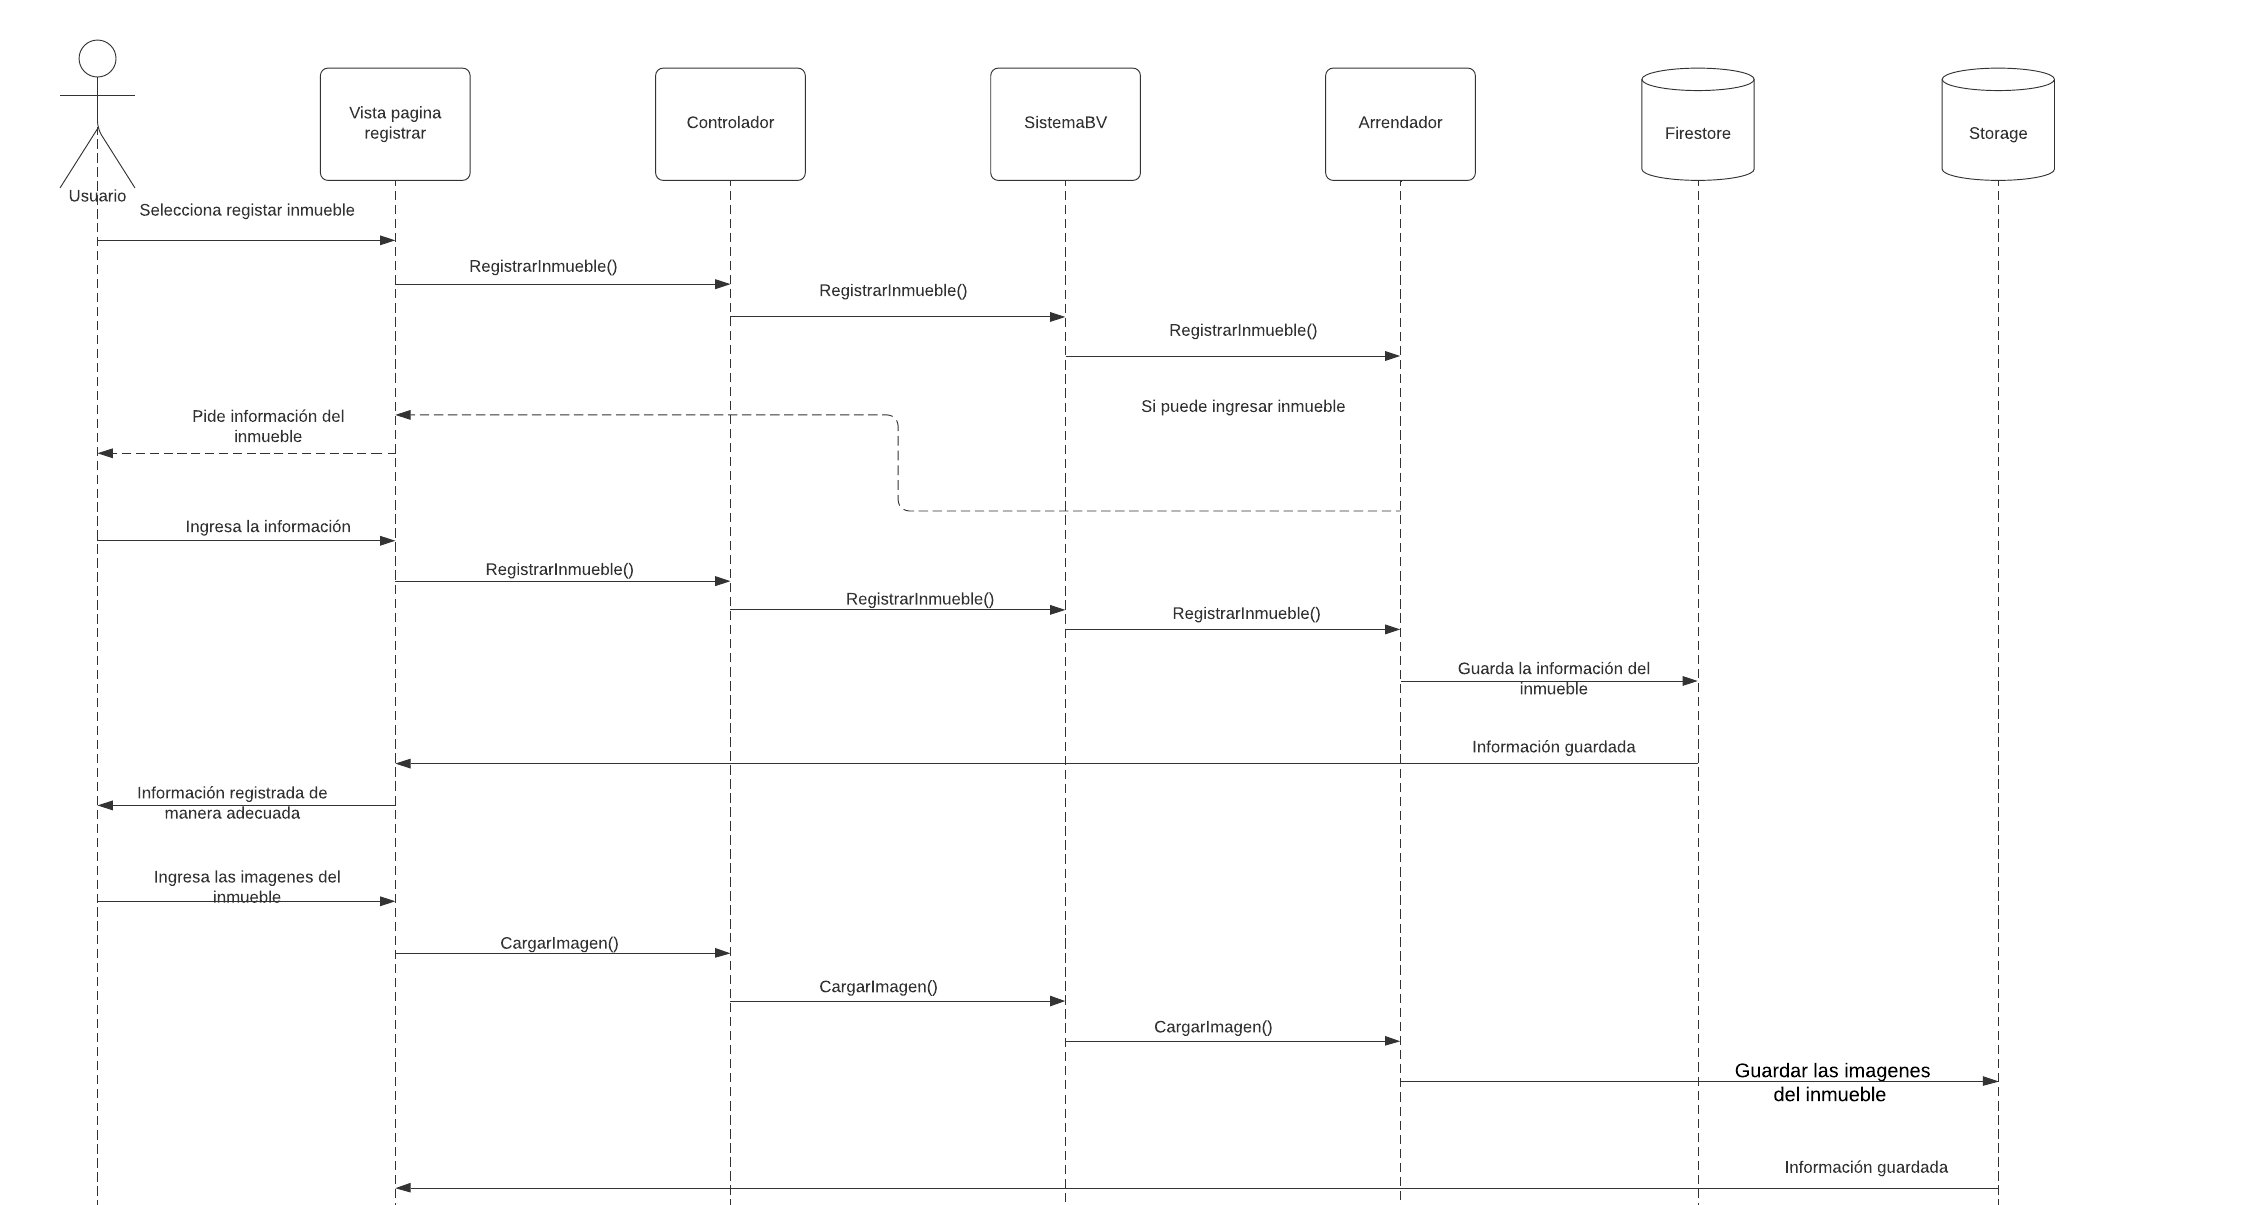 Vista pagina
registrar
Controlador
SistemaBV
Arrendador
Firestore
Storage
Usuario
Selecciona registar inmueble
RegistrarInmueble()
RegistrarInmueble()
RegistrarInmueble()
Si puede ingresar inmueble
Pide información del
inmueble
Ingresa la información
RegistrarInmueble()
RegistrarInmueble()
RegistrarInmueble()
Guarda la información del
inmueble
Información guardada
Información registrada de
manera adecuada
Ingresa las imagenes del
inmueble
CargarImagen()
CargarImagen()
CargarImagen()
Guardar las imagenes
del inmueble
Información guardada